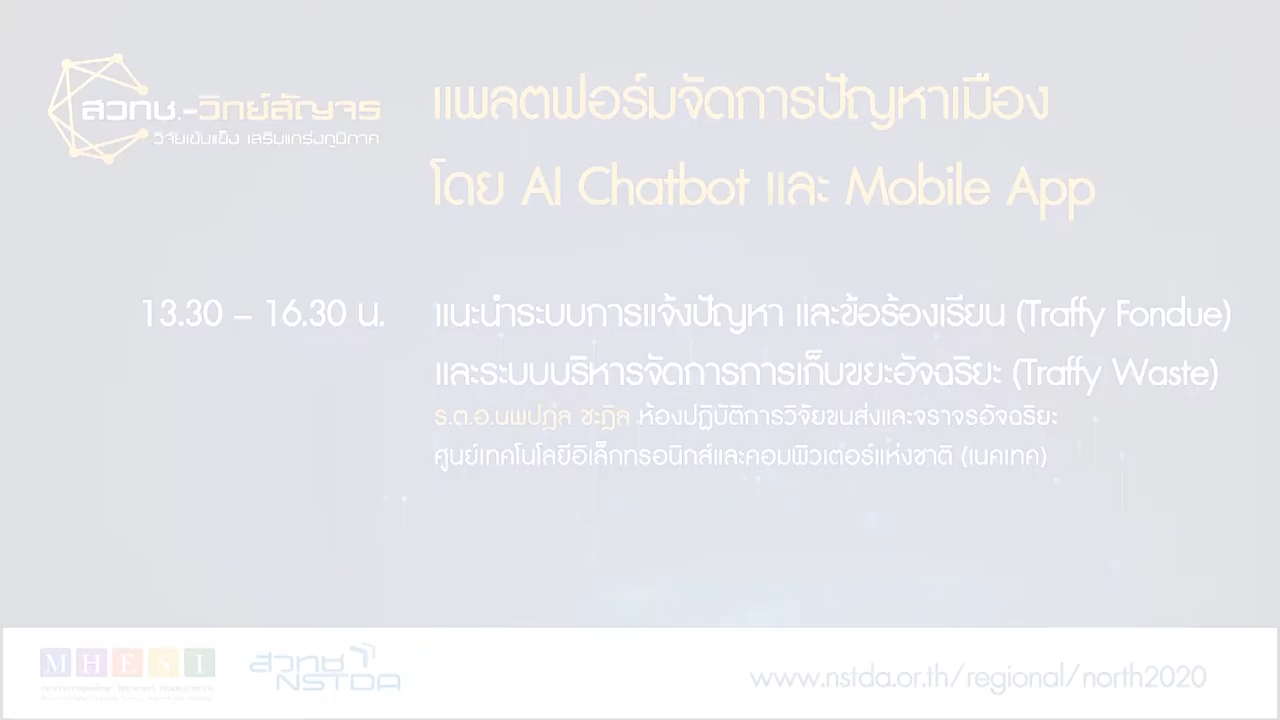 สวทช.-วิทย์สัญจร
วิจัยเข้มแข็ง เสริมแกร่งภูมิภาค
แพลตฟอร์มจัดการปัญหาเมือง
โดย AI Chatbot และ Mobile App
13.30 – 16.30 น.
แนะนำระบบการแจ้งปัญหา และข้อร้องเรียน (Traffy Fondue)
และระบบบริหารจัดการการเก็บขยะอัจฉริยะ (Traffy Waste)
ร.ต.อ.นพปฎล ชะฎิล ห้องปฏิบัติการวิจัยขนส่งและจราจรอัจฉริยะ
ศูนย์เทคโนโลยีอิเล็กทรอนิกส์และคอมพิวเตอร์แห่งชาติ (เนคเทค)
MHESI
สวทช
NSTDA
www.nstda.or.th/regional/north2020